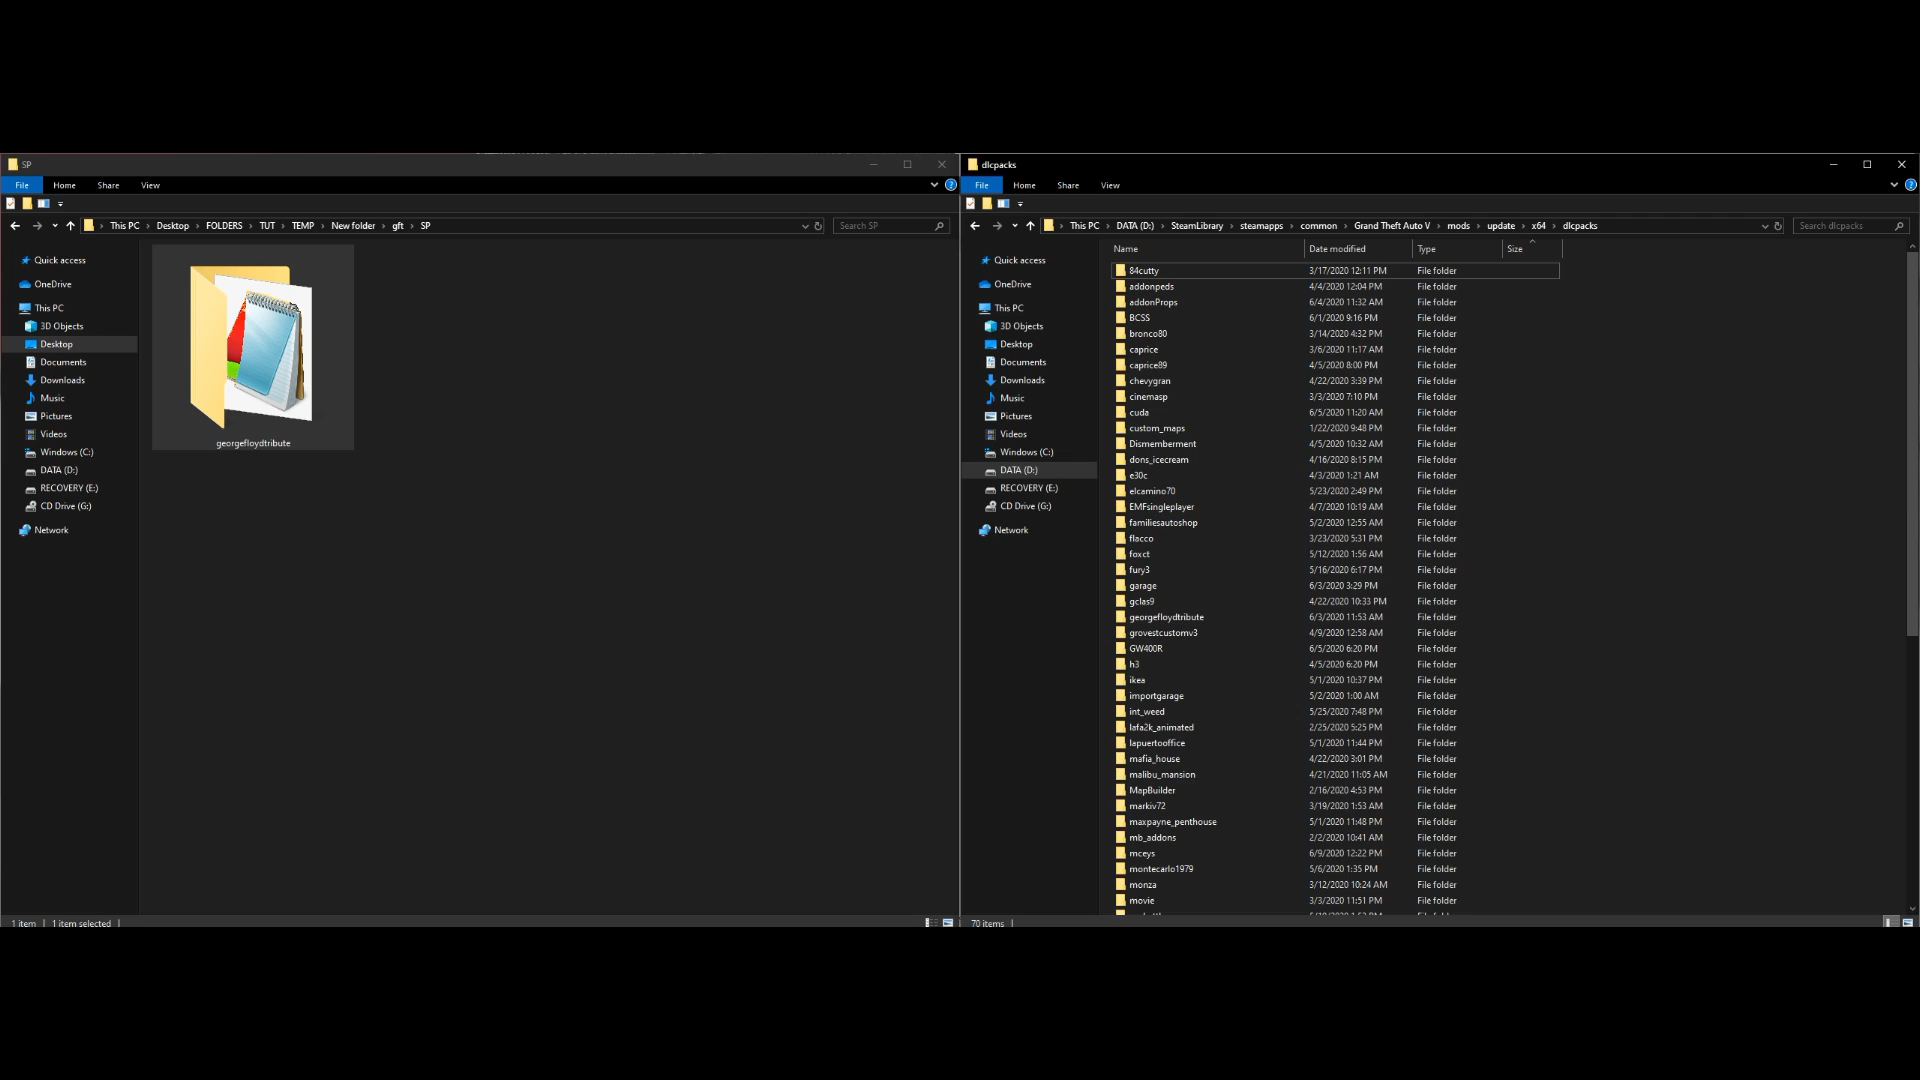 SP
File Home Share View
This PC Desktop FOLDERS TUT TEMP New folder gft SP
Search SP
Quick access
OneDrive
This PC
3D Objects
Desktop
Documents
Downloads
Music
Pictures
Videos
Windows (C:)
DATA (D:)
RECOVERY (E:)
CD Drive (G:)
Network
georgefloydtribute
1 item 1 item selected
dlcpacks
File Home Share View
This PC DATA (D:) SteamLibrary steamapps common Grand Theft Auto V mods update x64 dlcpacks
Search dlcpacks
Quick access
OneDrive
This PC
3D Objects
Desktop
Documents
Downloads
Music
Pictures
Videos
Windows (C:)
DATA (D:)
RECOVERY (E:)
CD Drive (G:)
Network
Name Date modified Type Size
84cutty 3/17/2020 12:11 PM File folder
addonpeds 4/4/2020 12:04 PM File folder
addonProps 6/4/2020 11:32 AM File folder
BCSS 6/1/2020 9:16 PM File folder
bronco80 3/14/2020 4:32 PM File folder
caprice 3/6/2020 11:17 AM File folder
caprice89 4/5/2020 8:00 PM File folder
chevygran 4/22/2020 3:39 PM File folder
cinemasp 3/3/2020 7:10 PM File folder
cuda 6/5/2020 11:20 AM File folder
custom_maps 1/22/2020 9:48 PM File folder
Dismemberment 4/5/2020 10:32 AM File folder
dons_icecream 4/16/2020 8:15 PM File folder
e30c 4/3/2020 1:21 AM File folder
elcamino70 5/23/2020 2:49 PM File folder
EMFsingleplayer 4/7/2020 10:19 AM File folder
familiesautoshop 5/2/2020 12:55 AM File folder
flacco 3/23/2020 5:31 PM File folder
foxct 5/12/2020 1:56 AM File folder
fury3 5/16/2020 6:17 PM File folder
garage 6/3/2020 3:29 PM File folder
gclas9 4/22/2020 10:33 PM File folder
georgefloydtribute 6/3/2020 11:53 AM File folder
grovestcustomv3 4/9/2020 12:58 AM File folder
GW400R 6/5/2020 6:20 PM File folder
h3 4/5/2020 6:20 PM File folder
ikea 5/1/2020 10:37 PM File folder
importgarage 5/2/2020 1:00 AM File folder
int_weed 5/25/2020 7:48 PM File folder
lafa2k_animated 2/25/2020 5:25 PM File folder
lapuertooffice 5/1/2020 11:44 PM File folder
mafia_house 4/22/2020 3:01 PM File folder
malibu_mansion 4/21/2020 11:05 AM File folder
MapBuilder 2/16/2020 4:53 PM File folder
markiv72 3/19/2020 1:53 AM File folder
maxpayne_penthouse 5/1/2020 11:48 PM File folder
mb_addons 2/2/2020 10:41 AM File folder
mceys 6/9/2020 12:22 PM File folder
montecarlo1979 5/6/2020 1:35 PM File folder
monza 3/12/2020 10:24 AM File folder
movie 3/3/2020 11:51 PM File folder
70 items